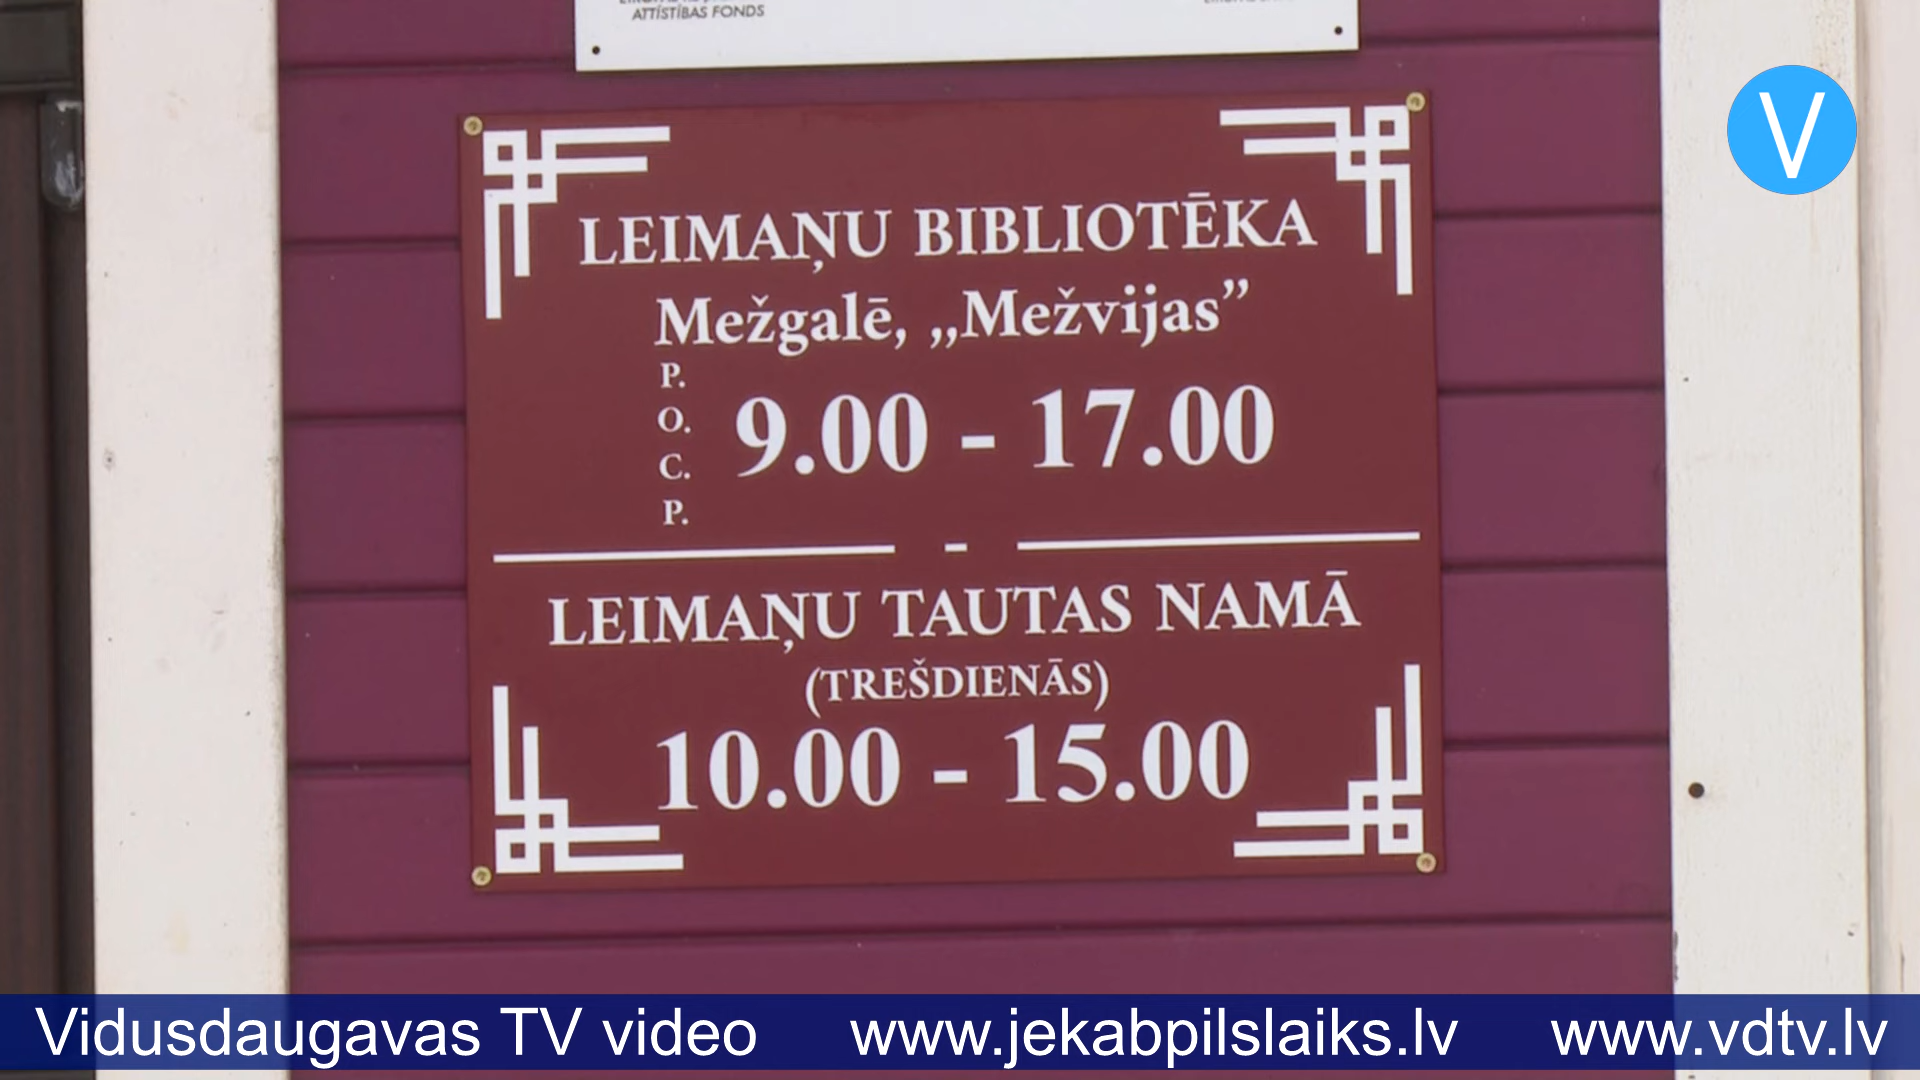 ATTĪSTĪBAS FONDS
V
LEIMAŅU BIBLIOTĒKA
Mežgalē, „Mežvijas”
P.
O.
C.
P.
9.00 - 17.00
LEIMAŅU TAUTAS NAMĀ
(TREŠDIENĀS)
10.00 - 15.00
Vidusdaugavas TV video www.jekabpilslaiks.lv www.vdtv.lv